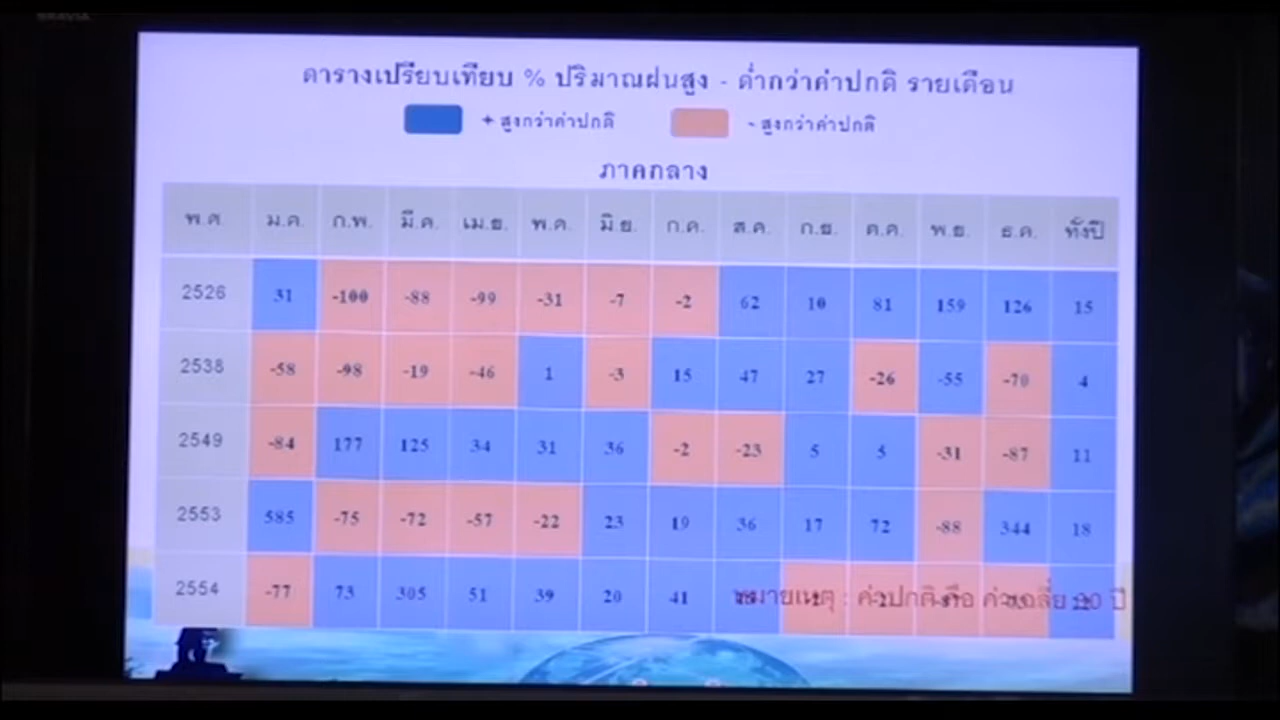 ตารางเปรียบเทียบ % ปริมาณฝนสูง - ต่ำกว่าค่าปกติ รายเดือน
+ สูงกว่าค่าปกติ - สูงกว่าค่าปกติ
ภาคกลาง
พ.ศ. ม.ค. ก.พ. มี.ค. เม.ย. พ.ค. มิ.ย. ก.ค. ส.ค. ก.ย. ต.ค. พ.ย. ธ.ค. ทั้งปี
2526 31 -100 -88 -99 -31 -7 -2 62 10 81 159 126 15
2538 -58 -98 -19 -46 1 -3 15 47 27 -26 -55 -70 4
2549 -84 177 125 34 31 36 -2 -23 5 5 -31 -87 11
2553 585 -75 -72 -57 -22 23 19 36 17 72 -88 344 18
2554 -77 73 305 51 39 20 41
หมายเหตุ : ค่าปกติ คือ ค่าเฉลี่ย 30 ปี